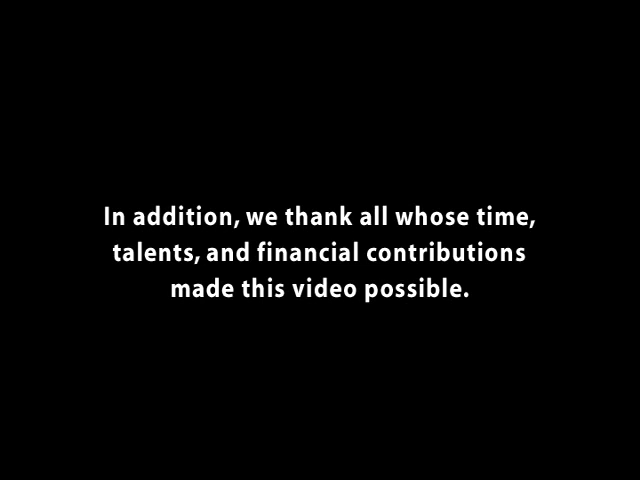 In addition, we thank all whose time,
talents, and financial contributions
made this video possible.